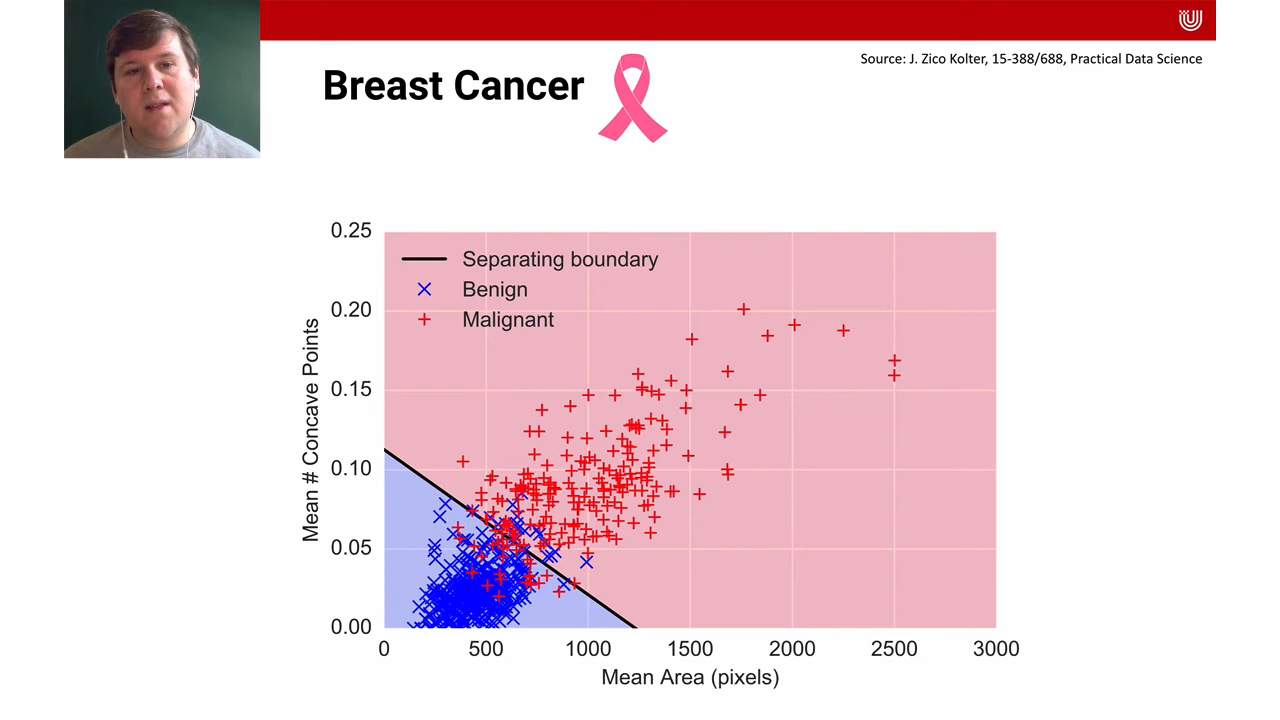 Source: J. Zico Kolter, 15-388/688, Practical Data Science
Breast Cancer
Separating boundary
Benign
Malignant
Mean # Concave Points
0.25
0.20
0.15
0.10
0.05
0.00
0 500 1000 1500 2000 2500 3000
Mean Area (pixels)